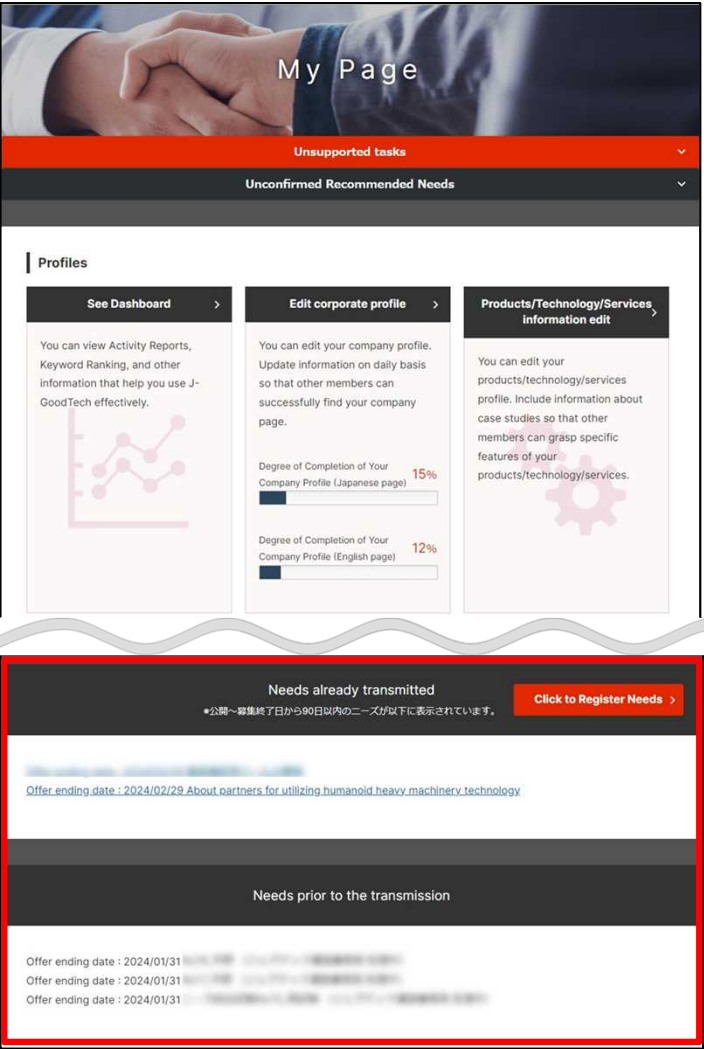 My Page
Unsupported tasks
Unconfirmed Recommended Needs
Profiles
See Dashboard
You can view Activity Reports,
Keyword Ranking, and other
information that help you use J-
GoodTech effectively.
Edit corporate profile
You can edit your company profile.
Update information on daily basis
so that other members can
successfully find your company
page.
Degree of Completion of Your
Company Profile (Japanese page)
15%
Degree of Completion of Your
Company Profile (English page)
12%
Products/Technology/Services
information edit
You can edit your
products/technology/services
profile. Include information about
case studies so that other
members can grasp specific
features of your
products/technology/services.
Needs already transmitted
※公開～募集終了日から90日以内のニーズが以下に表示されています。
Click to Register Needs
Offer ending date : 2024/02/29 About partners for utilizing humanoid heavy machinery technology
Needs prior to the transmission
Offer ending date : 2024/01/31
Offer ending date : 2024/01/31
Offer ending date : 2024/01/31